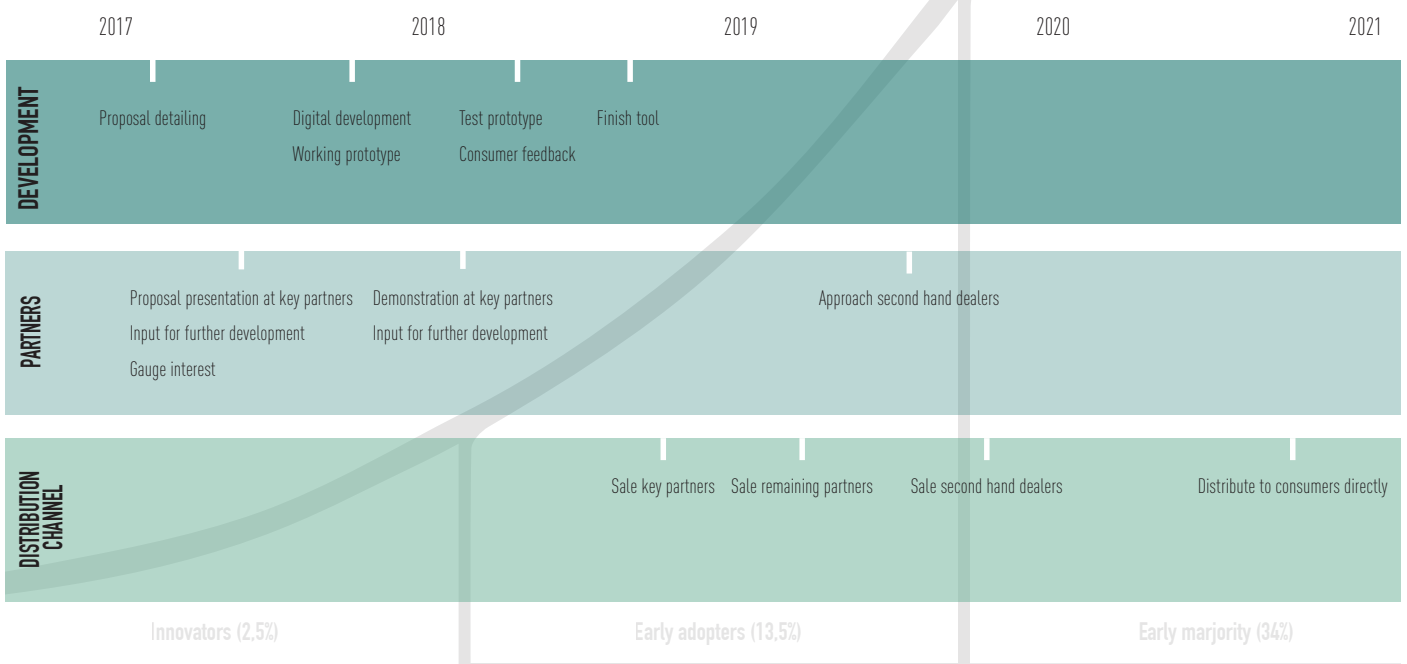 2017 2018 2019 2020 2021
DEVELOPMENT
Proposal detailing
Digital development
Working prototype
Test prototype
Consumer feedback
Finish tool
PARTNERS
Proposal presentation at key partners
Input for further development
Gauge interest
Demonstration at key partners
Input for further development
Approach second hand dealers
DISTRIBUTION
CHANNEL
Sale key partners
Sale remaining partners
Sale second hand dealers
Distribute to consumers directly
Innovators (2,5%)
Early adopters (13,5%)
Early marjority (34%)